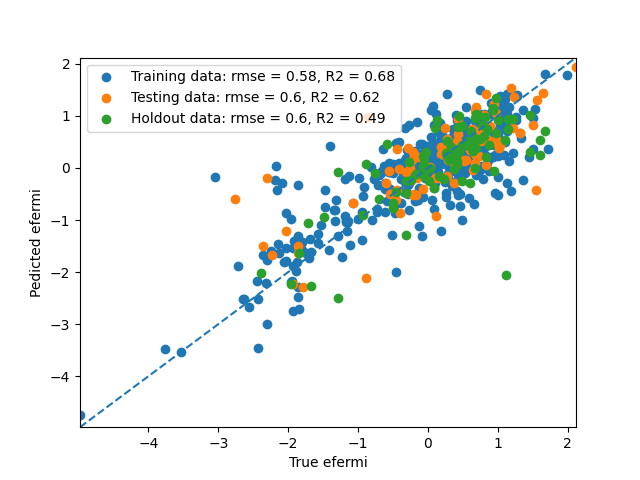 Training data: rmse = 0.58, R2 = 0.68
Testing data: rmse = 0.6, R2 = 0.62
Holdout data: rmse = 0.6, R2 = 0.49
2
1
0
−1
−2
−3
−4
Pedicted efermi
−4
−3
−2
−1
0
1
2
True efermi